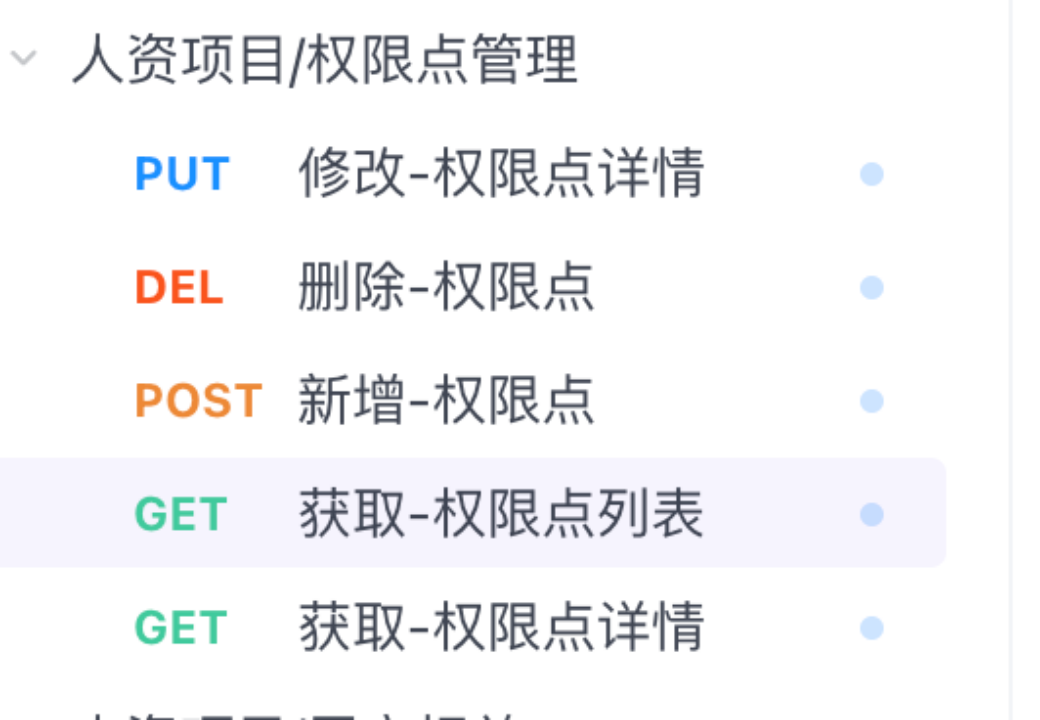 人资项目/权限点管理
PUT 修改-权限点详情
DEL 删除-权限点
POST 新增-权限点
GET 获取-权限点列表
GET 获取-权限点详情